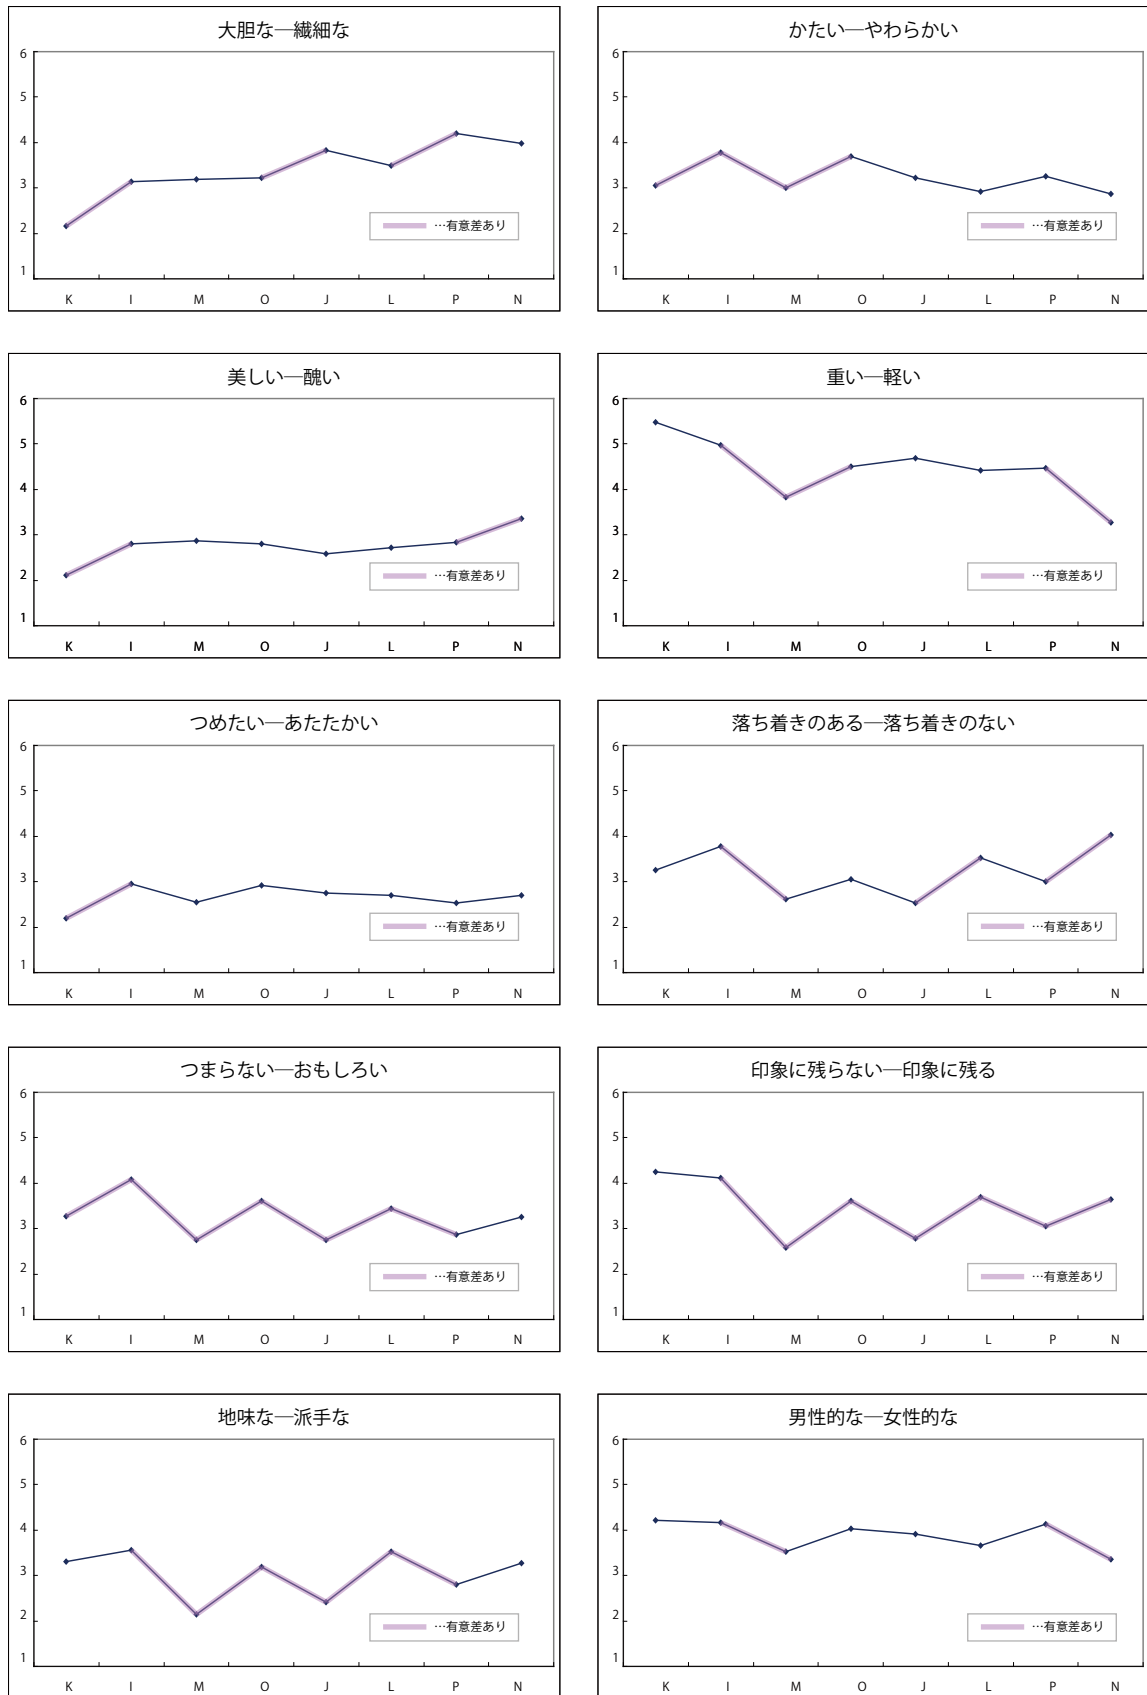 大胆な―繊細な
6
5
4
3
2
1
…有意差あり
K I M O J L P N
かたい―やわらかい
6
5
4
3
2
1
…有意差あり
K I M O J L P N
美しい―醜い
6
5
4
3
2
1
…有意差あり
K I M O J L P N
重い―軽い
6
5
4
3
2
1
…有意差あり
K I M O J L P N
つめたい―あたたかい
6
5
4
3
2
1
…有意差あり
K I M O J L P N
落ち着きのある―落ち着きのない
6
5
4
3
2
1
…有意差あり
K I M O J L P N
つまらない―おもしろい
6
5
4
3
2
1
…有意差あり
K I M O J L P N
印象に残らない―印象に残る
6
5
4
3
2
1
…有意差あり
K I M O J L P N
地味な―派手な
6
5
4
3
2
1
…有意差あり
K I M O J L P N
男性的な―女性的な
6
5
4
3
2
1
…有意差あり
K I M O J L P N